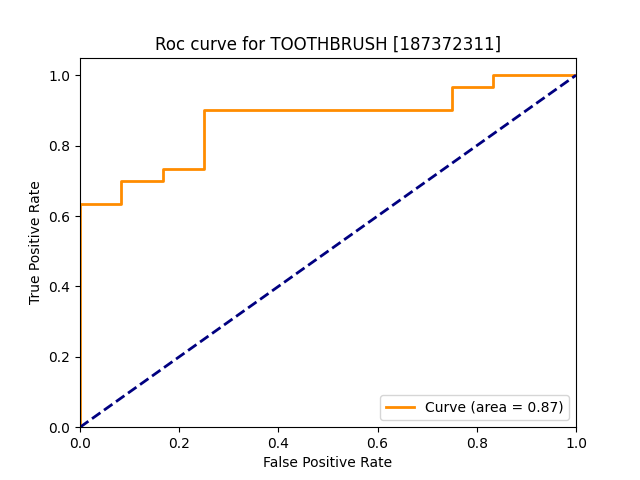 Roc curve for TOOTHBRUSH [187372311]
True Positive Rate
1.0
0.8
0.6
0.4
0.2
0.0
0.0 0.2 0.4 0.6 0.8 1.0
False Positive Rate
Curve (area = 0.87)